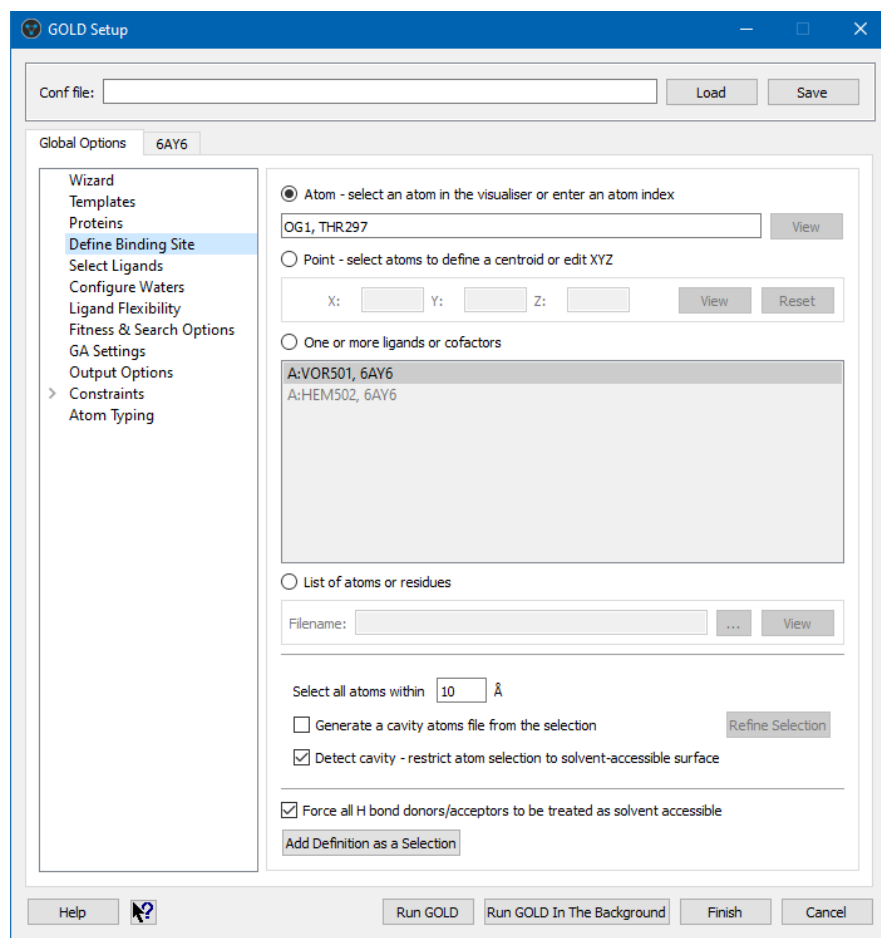 GOLD Setup
Conf file: Load Save
Global Options 6AY6
Wizard
Templates
Proteins
Define Binding Site
Select Ligands
Configure Waters
Ligand Flexibility
Fitness & Search Options
GA Settings
Output Options
Constraints
Atom Typing
Atom - select an atom in the visualiser or enter an atom index
OG1, THR297 View
Point - select atoms to define a centroid or edit XYZ
X: Y: Z: View Reset
One or more ligands or cofactors
A:VOR501, 6AY6
A:HEM502, 6AY6
List of atoms or residues
Filename: ... View
Select all atoms within 10 Å
Generate a cavity atoms file from the selection Refine Selection
Detect cavity - restrict atom selection to solvent-accessible surface
Force all H bond donors/acceptors to be treated as solvent accessible
Add Definition as a Selection
Help ? Run GOLD Run GOLD In The Background Finish Cancel